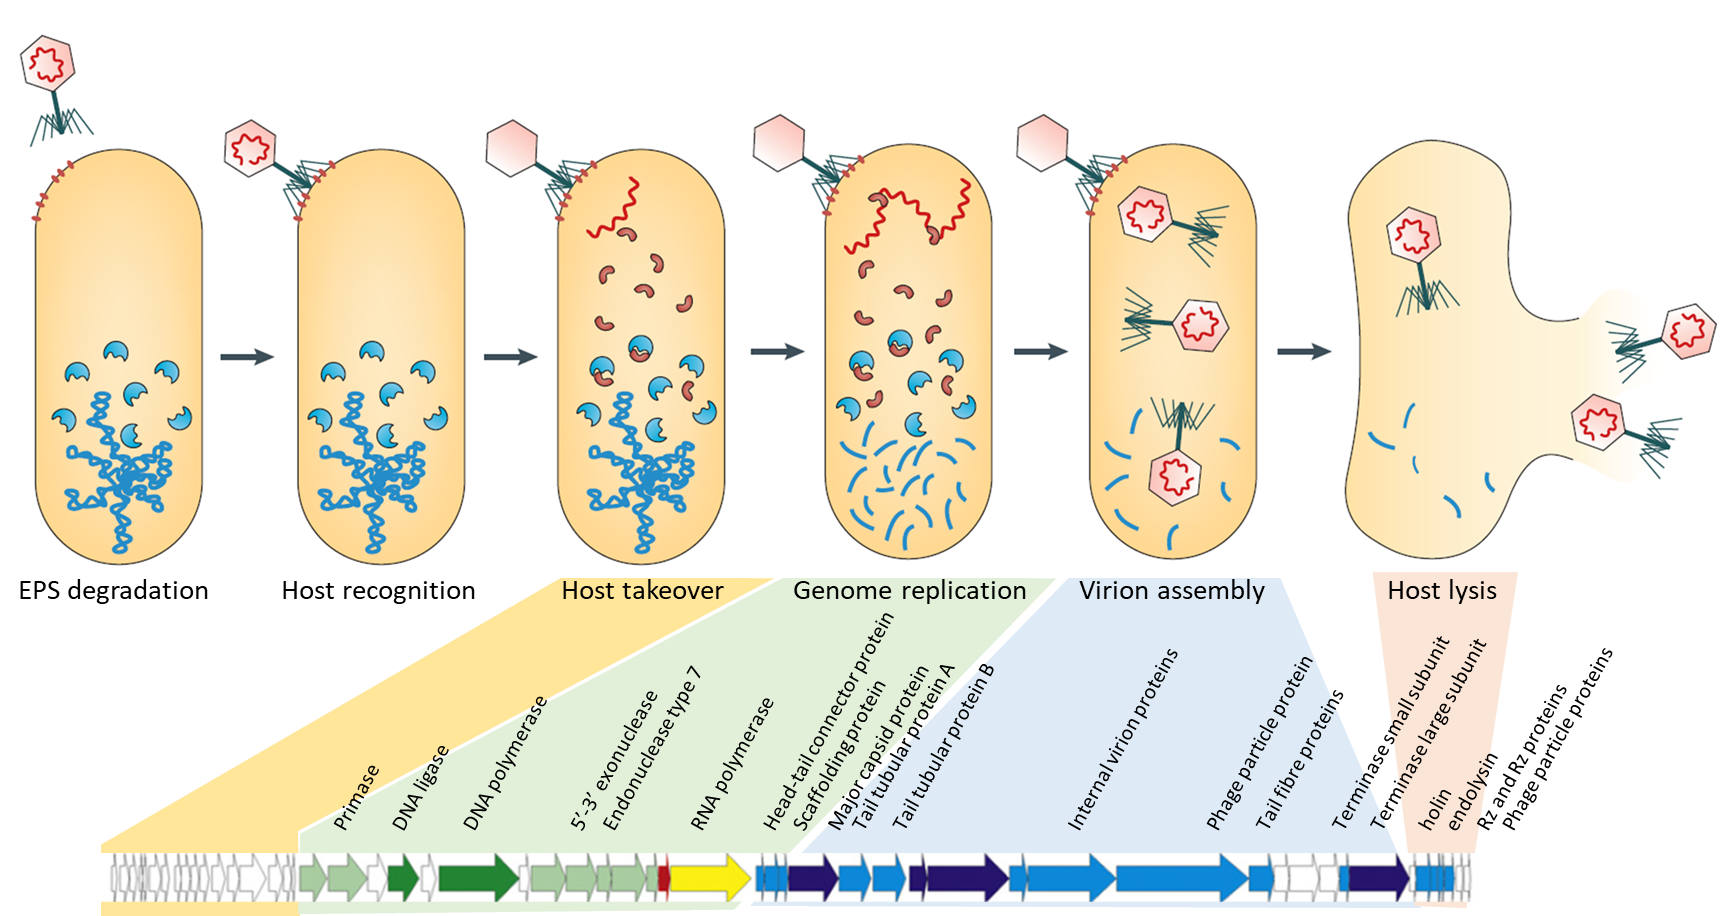 EPS degradation
Host recognition
Host takeover
Genome replication
Virion assembly
Host lysis
Primase
DNA ligase
DNA polymerase
5'-3' exonuclease
Endonuclease type 7
RNA polymerase
Head-tail connector protein
Scaffolding protein
Major capsid protein
Tail tubular protein A
Tail tubular protein B
Internal virion proteins
Phage particle protein
Tail fibre proteins
Terminase small subunit
Terminase large subunit
holin
endolysin
Rz and Rz proteins
Phage particle proteins